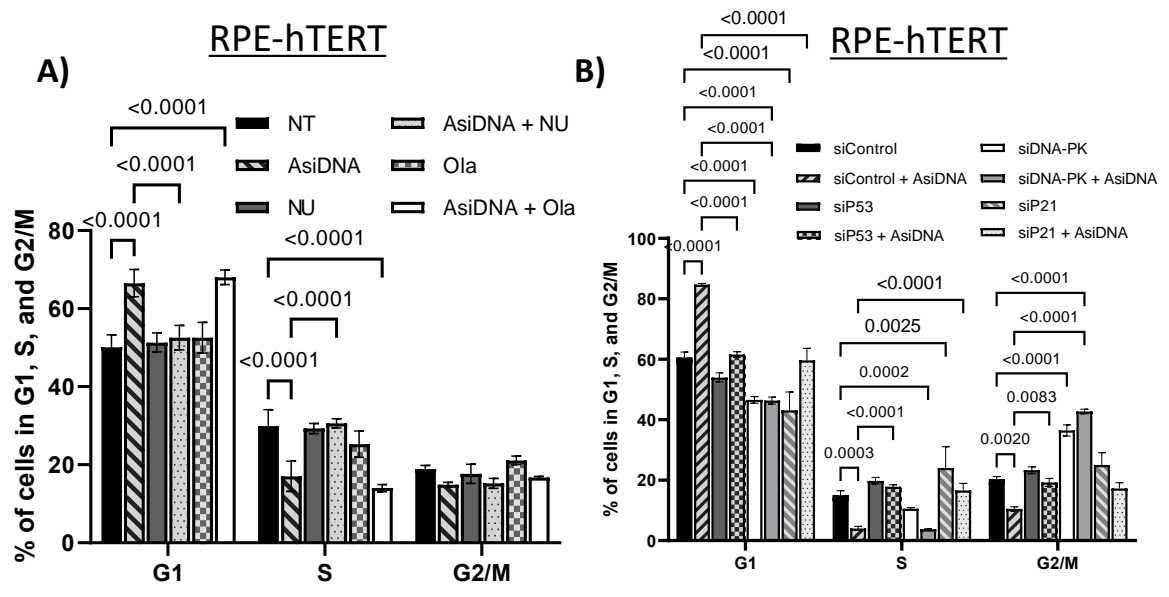 RPE-hTERT
A)
<0.0001
<0.0001
<0.0001
<0.0001
<0.0001
<0.0001
NT
AsiDNA
NU
AsiDNA + NU
Ola
AsiDNA + Ola
% of cells in G1, S, and G2/M
80
60
40
20
0
G1
S
G2/M
RPE-hTERT
B)
<0.0001
<0.0001
<0.0001
<0.0001
<0.0001
<0.0001
<0.0001
siControl
siControl + AsiDNA
siP53
siP53 + AsiDNA
siDNA-PK
siDNA-PK + AsiDNA
siP21
siP21 + AsiDNA
<0.0001
0.0025
0.0002
<0.0001
0.0003
<0.0001
<0.0001
<0.0001
0.0083
0.0020
% of cells in G1, S, and G2/M
100
80
60
40
20
0
G1
S
G2/M